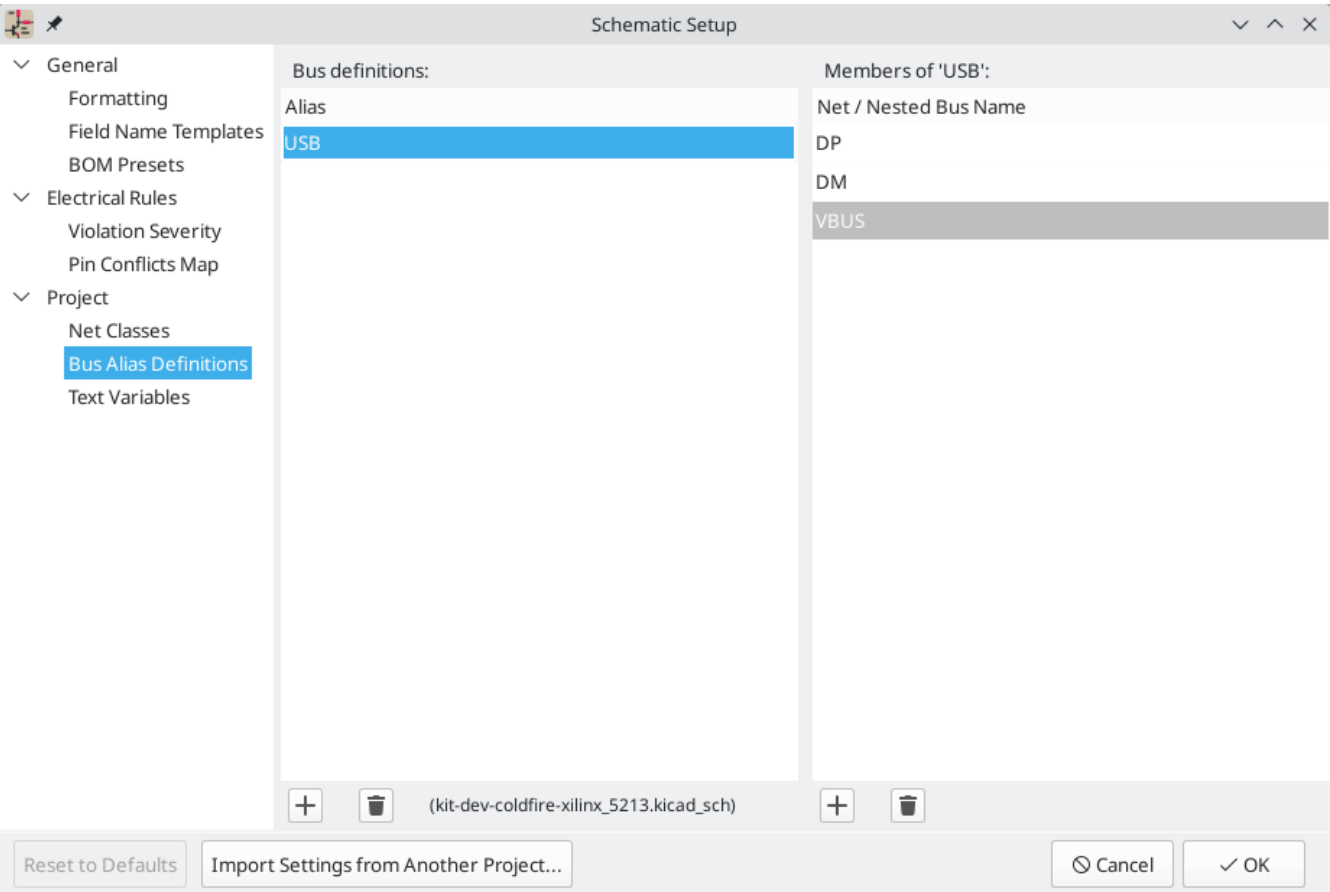 Schematic Setup
General
Formatting
Field Name Templates
BOM Presets
Electrical Rules
Violation Severity
Pin Conflicts Map
Project
Net Classes
Bus Alias Definitions
Text Variables
Bus definitions:
Alias
USB
(kit-dev-coldfire-xilinx_5213.kicad_sch)
Members of 'USB':
Net / Nested Bus Name
DP
DM
VBUS
Reset to Defaults
Import Settings from Another Project...
Cancel
OK